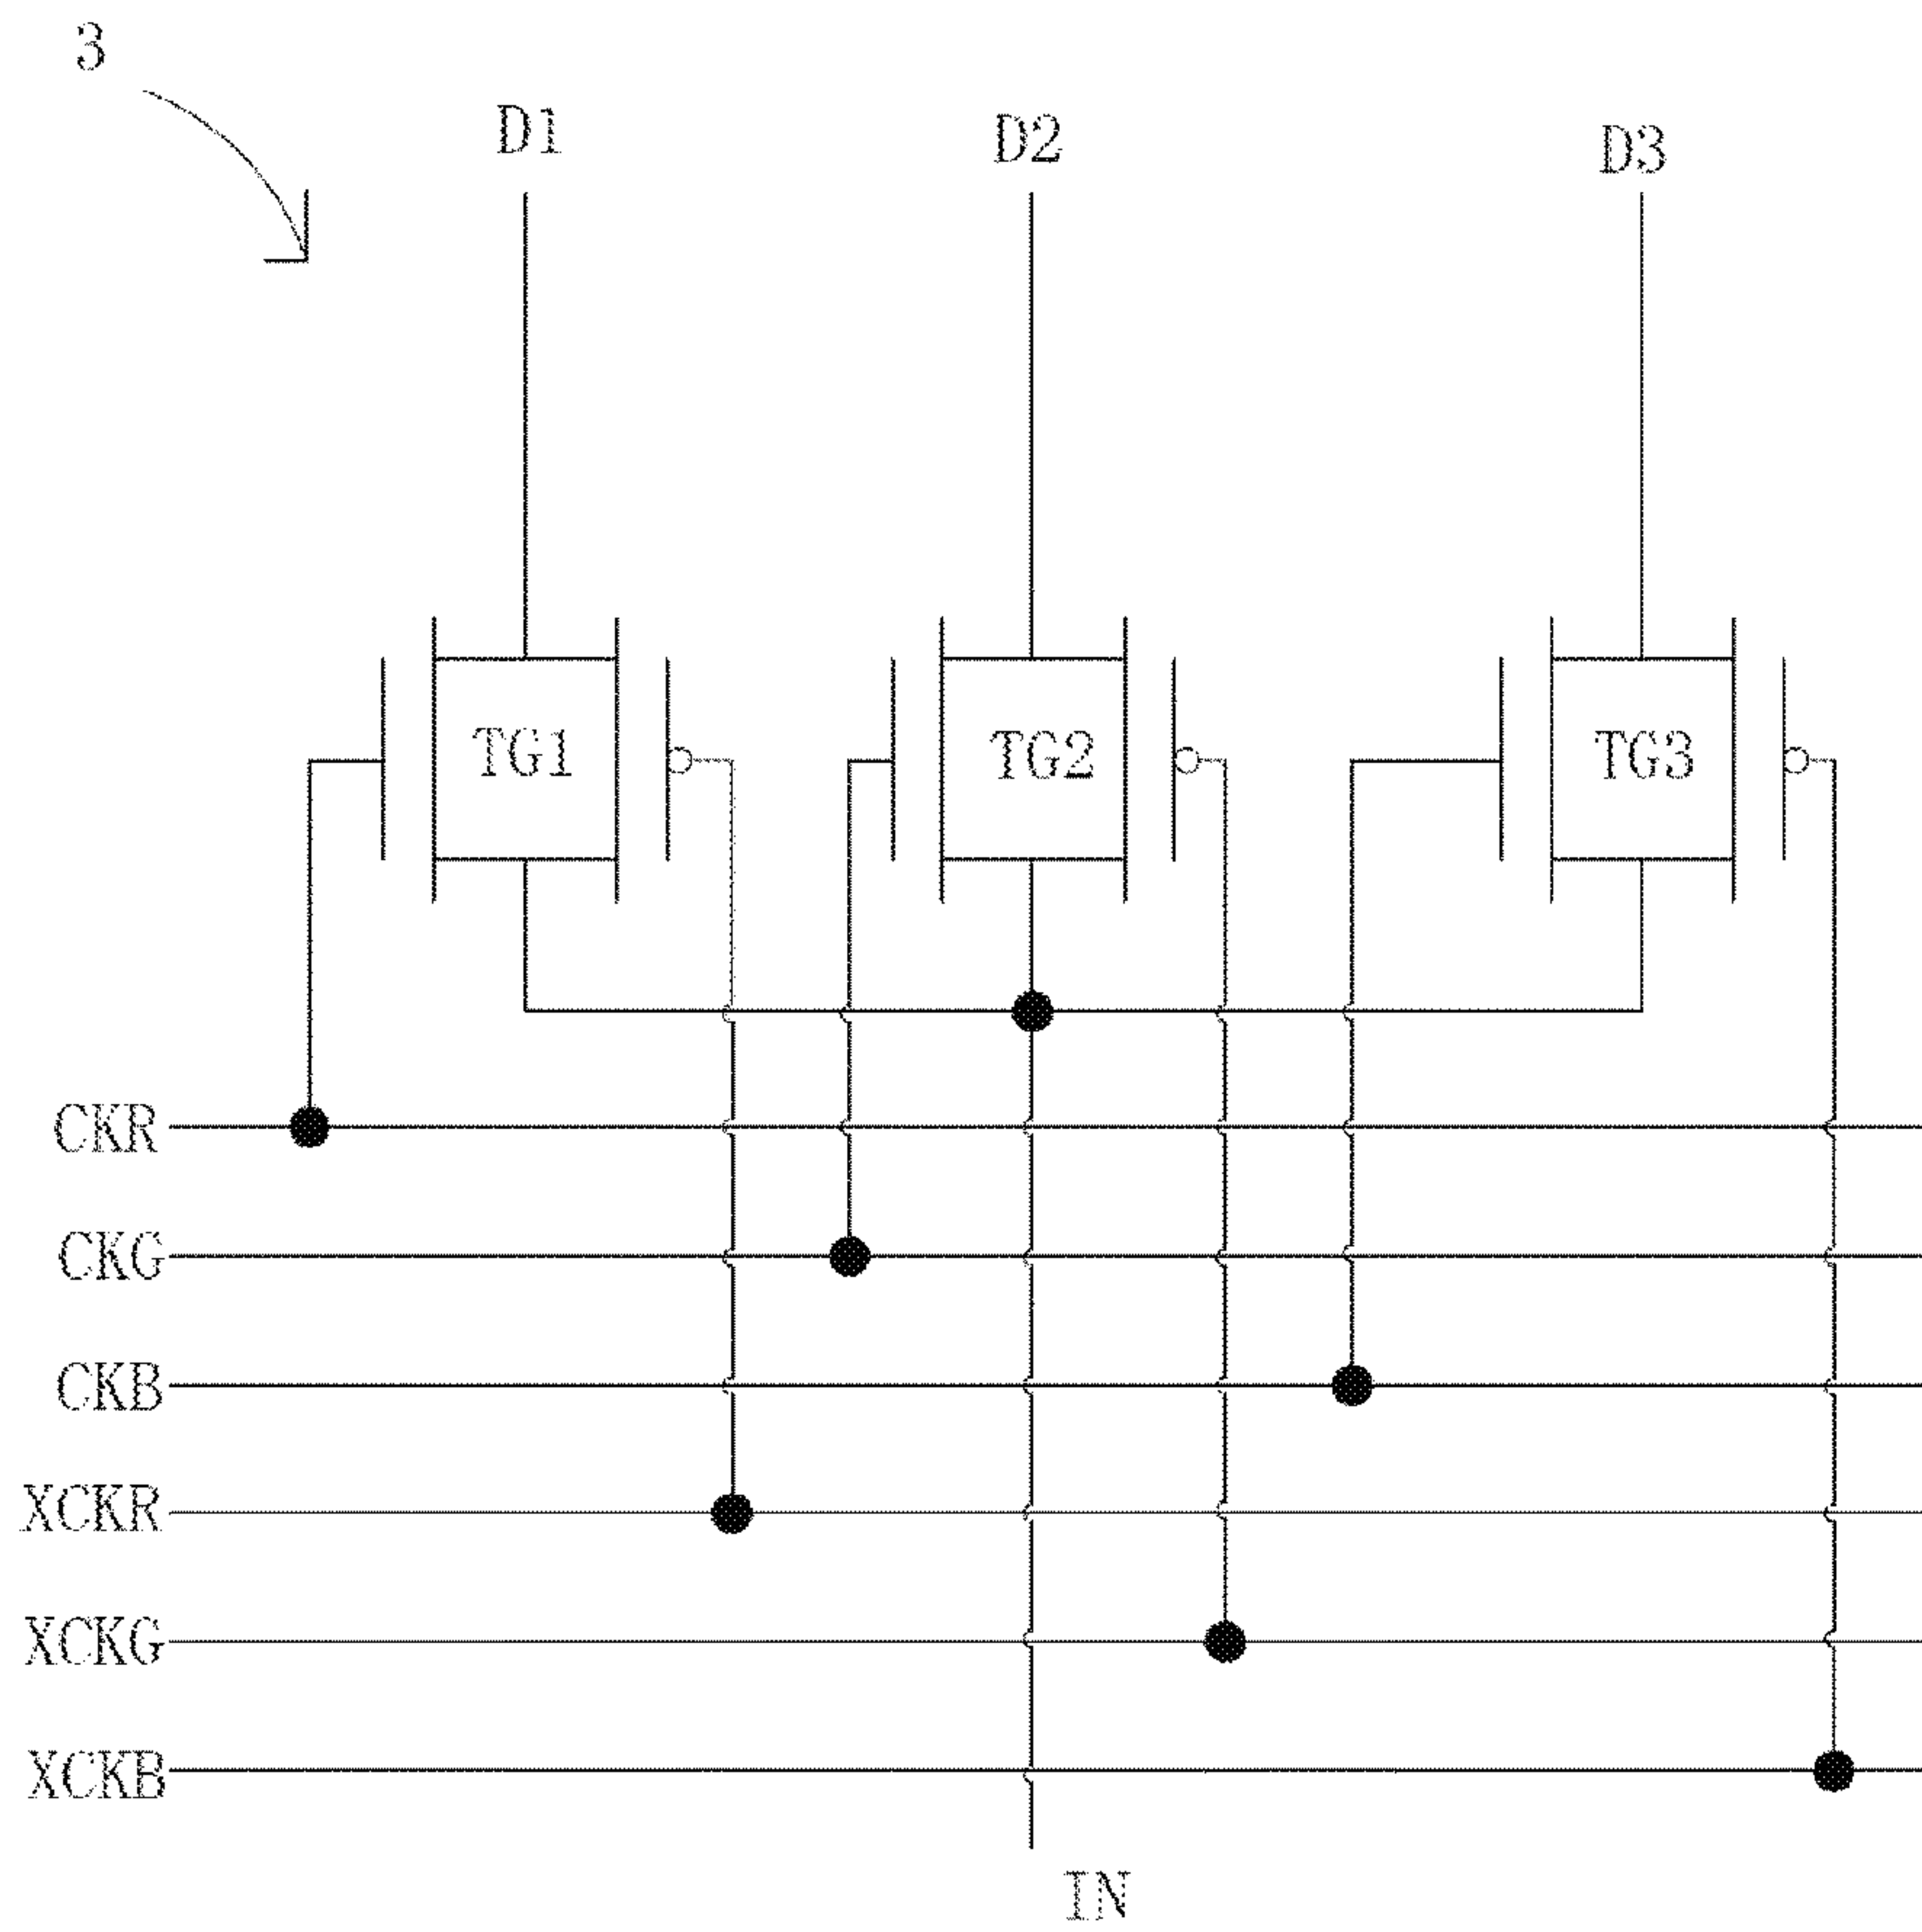 3
D1
D2
D3
TG1
TG2
TG3
CKR
CKG
CKB
XCKR
XCKG
XCKB
IN